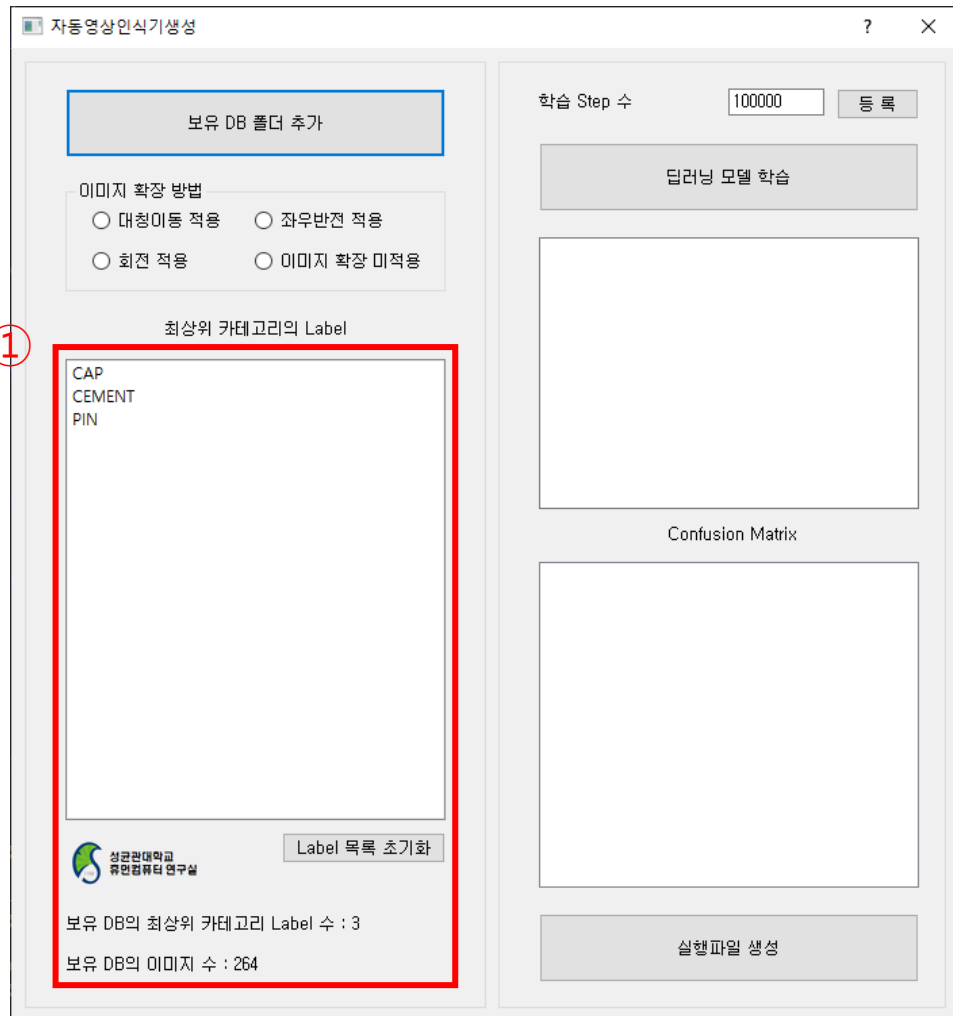 자동영상인식기생성
?
보유 DB 폴더 추가
이미지 확장 방법
대칭이동 적용
좌우반전 적용
회전 적용
이미지 확장 미적용
최상위 카테고리의 Label
①
CAP
CEMENT
PIN
성균관대학교
휴먼컴퓨터 연구실
Label 목록 초기화
보유 DB의 최상위 카테고리 Label 수 : 3
보유 DB의 이미지 수 : 264
학습 Step 수
100000
등 록
딥러닝 모델 학습
Confusion Matrix
실행파일 생성